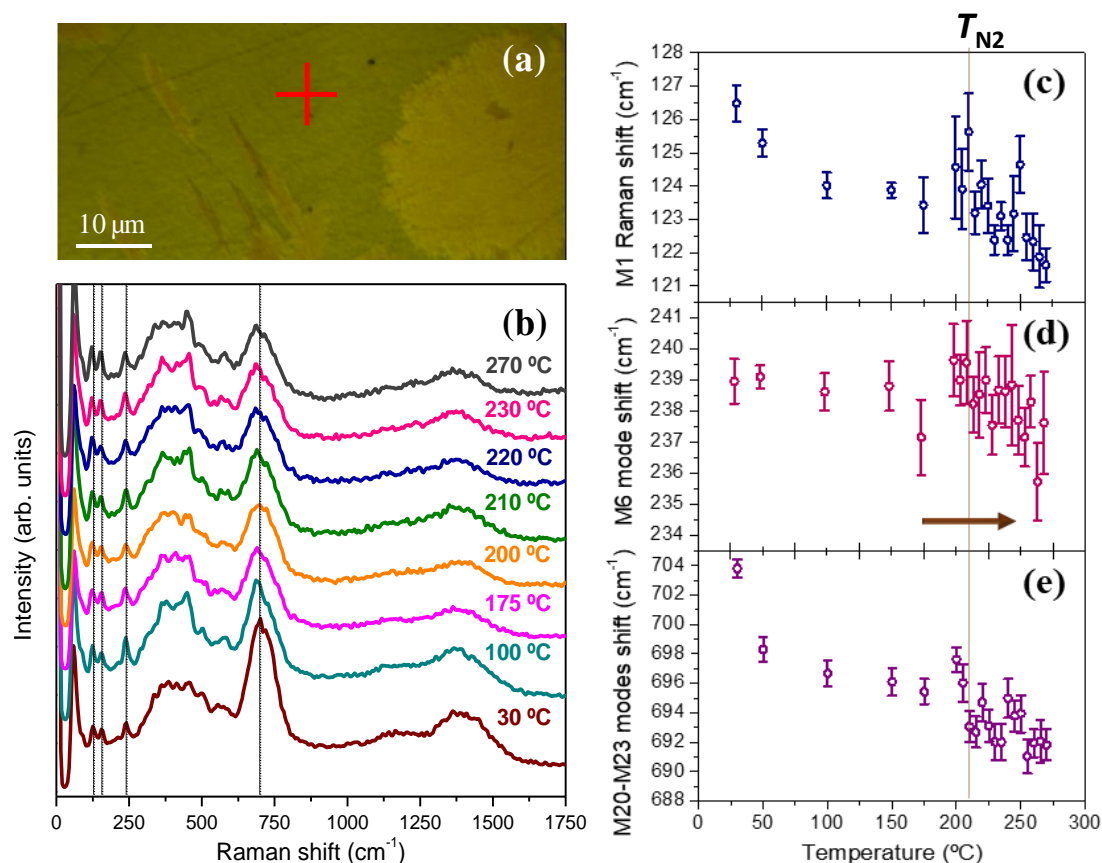 (a)
10 µm
(b)
270 ºC
230 ºC
220 ºC
210 ºC
200 ºC
175 ºC
100 ºC
30 ºC
Intensity (arb. units)
0 250 500 750 1000 1250 1500 1750
Raman shift (cm-1)
TN2
(c)
M1 Raman shift (cm-1)
128
127
126
125
124
123
122
121
(d)
M6 mode shift (cm-1)
241
240
239
238
237
236
235
234
(e)
M20-M23 modes shift (cm-1)
704
702
700
698
696
694
692
690
688
0 50 100 150 200 250 300
Temperature (ºC)